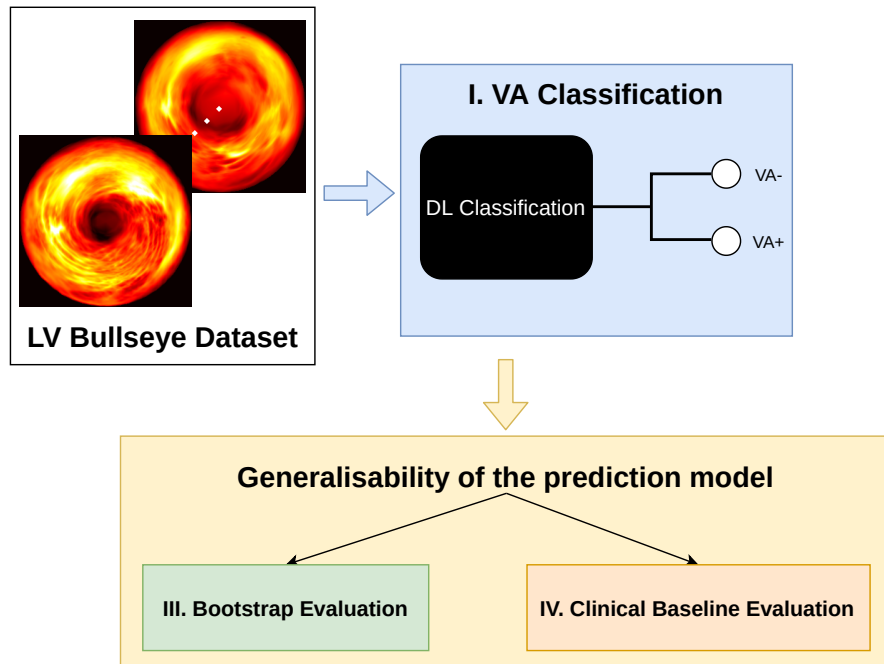 I. VA Classification
DL Classification
VA-
VA+
LV Bullseye Dataset
Generalisability of the prediction model
III. Bootstrap Evaluation
IV. Clinical Baseline Evaluation